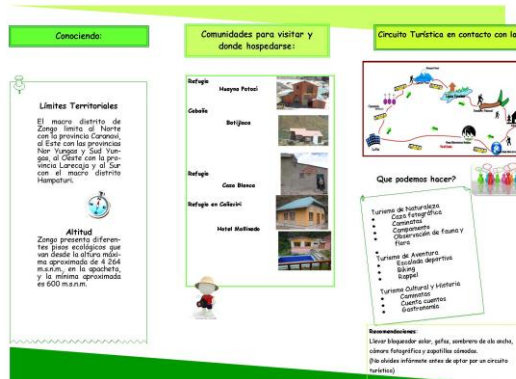 Conociendo:
Límites Territoriales
El macro distrito de
Zongo limita al Norte
con la provincia Caranavi,
al Este con las provincias
Nor Yungas y Sud Yun-
gas, al Oeste con la pro-
vincia Larecaja y al Sur
con el macro distrito
Hampaturi.
Altitud
Zongo presenta diferen-
tes pisos ecológicos que
van desde la altura máxi-
ma aproximada de 4 264
m.s.n.m., en la apacheta,
y la mínima aproximada
es 600 m.s.n.m.
Comunidades para visitar y
donde hospedarse:
Refugio
Huayna Potosí
Cabaña
Botijlaca
Refugio
Casa Blanca
Refugio en Cañaviri
Hotel Mollinedo
Circuito Turística en contacto con la
Que podemos hacer?
Turismo de Naturaleza
Caza fotográfica
Caminatas
Campamento
Observación de fauna y
flora
Turismo de Aventura
Escalada deportiva
Biking
Rappel
Turismo Cultural y Historia
Caminatas
Cuenta cuentos
Gastronomía
Recomendaciones:
Llevar bloqueador solar, gafas, sombrero de ala ancha,
cámara fotográfica y zapatillas cómodas.
(No olvides infórmate antes de optar por un circuito
turístico)